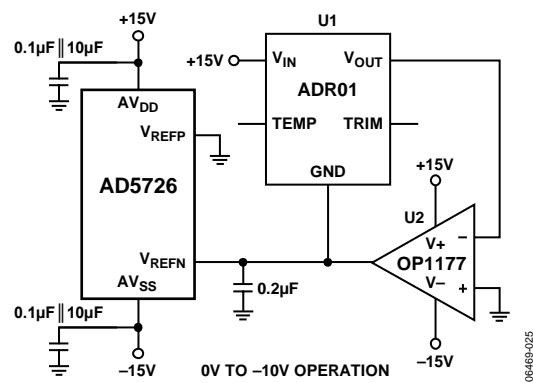 +15V
0.1µF || 10µF
AVDD
VREFP
AD5726
VREFN
AVSS
0.1µF || 10µF
–15V
0.2µF
U1
+15V
VIN
VOUT
ADR01
TEMP
TRIM
GND
+15V
U2
V+
–
OP1177
V–
+
–15V
0V TO –10V OPERATION
06469-025